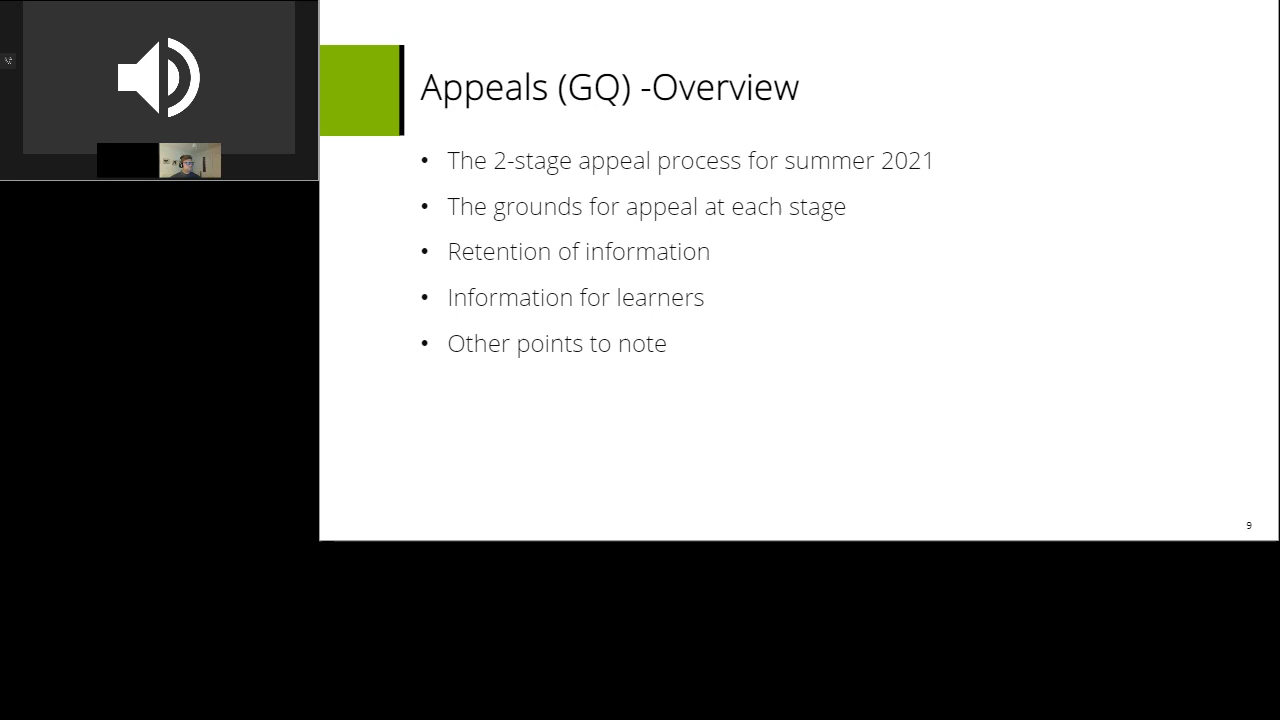 Appeals (GQ) -Overview
• The 2-stage appeal process for summer 2021
• The grounds for appeal at each stage
• Retention of information
• Information for learners
• Other points to note
9